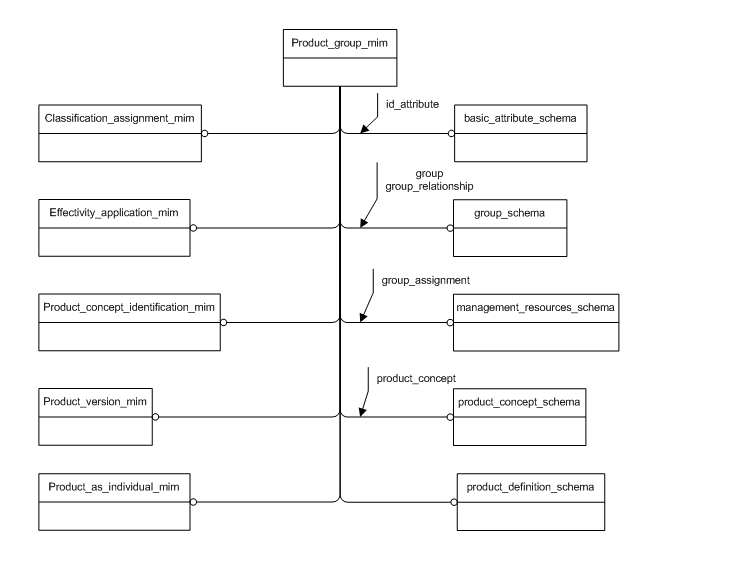 Product_group_mim
id_attribute
Classification_assignment_mim
basic_attribute_schema
group
group_relationship
Effectivity_application_mim
group_schema
group_assignment
Product_concept_identification_mim
management_resources_schema
product_concept
Product_version_mim
product_concept_schema
Product_as_individual_mim
product_definition_schema